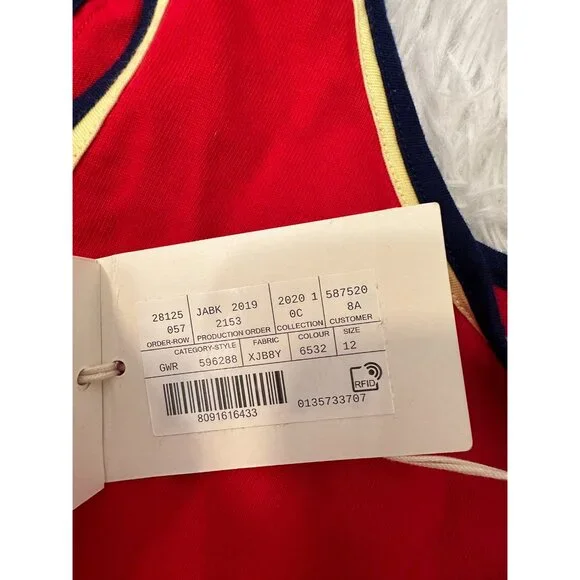 28125 JABK 2019 2020 1 587520
057 2153 0C 8A
ORDER-ROW PRODUCTION ORDER COLLECTION CUSTOMER
CATEGORY-STYLE FABRIC COLOUR SIZE
GWR 596288 XJB8Y 6532 12
RFID
8091616433 0135733707